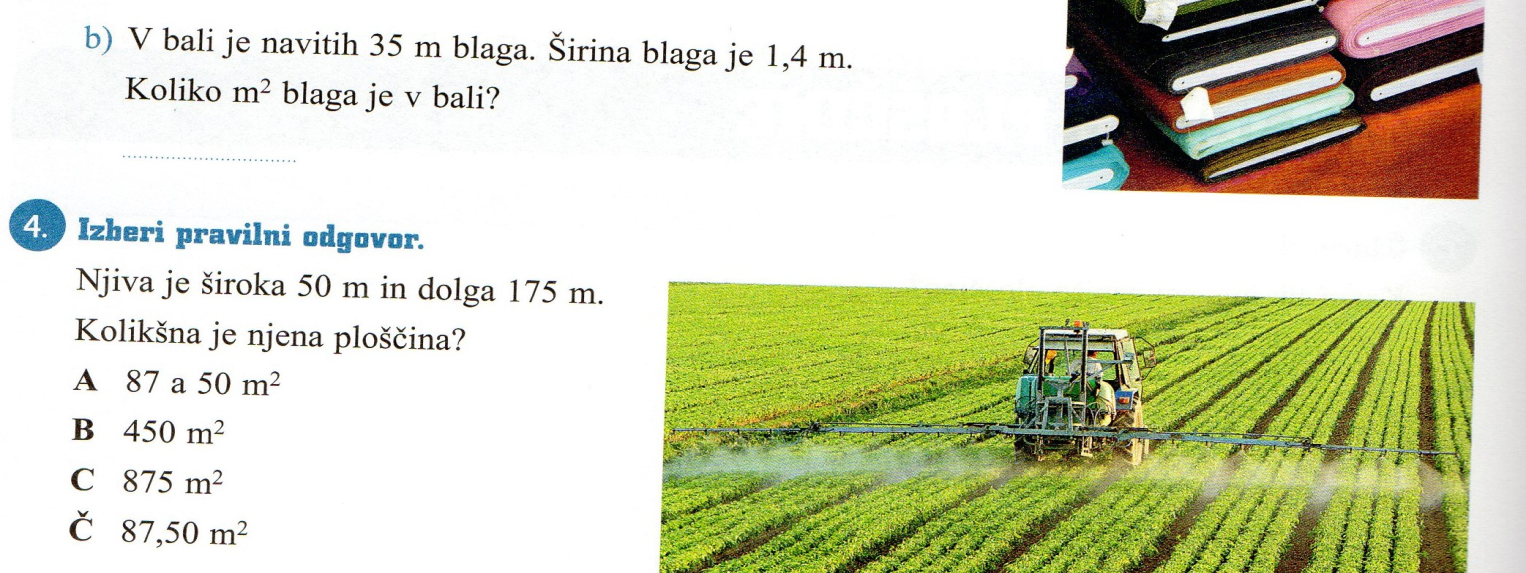 b) V bali je navitih 35 m blaga. Širina blaga je 1,4 m.
Koliko m² blaga je v bali?
4. Izberi pravilni odgovor.
Njiva je široka 50 m in dolga 175 m.
Kolikšna je njena ploščina?
A 87 a 50 m²
B 450 m²
C 875 m²
Č 87,50 m²